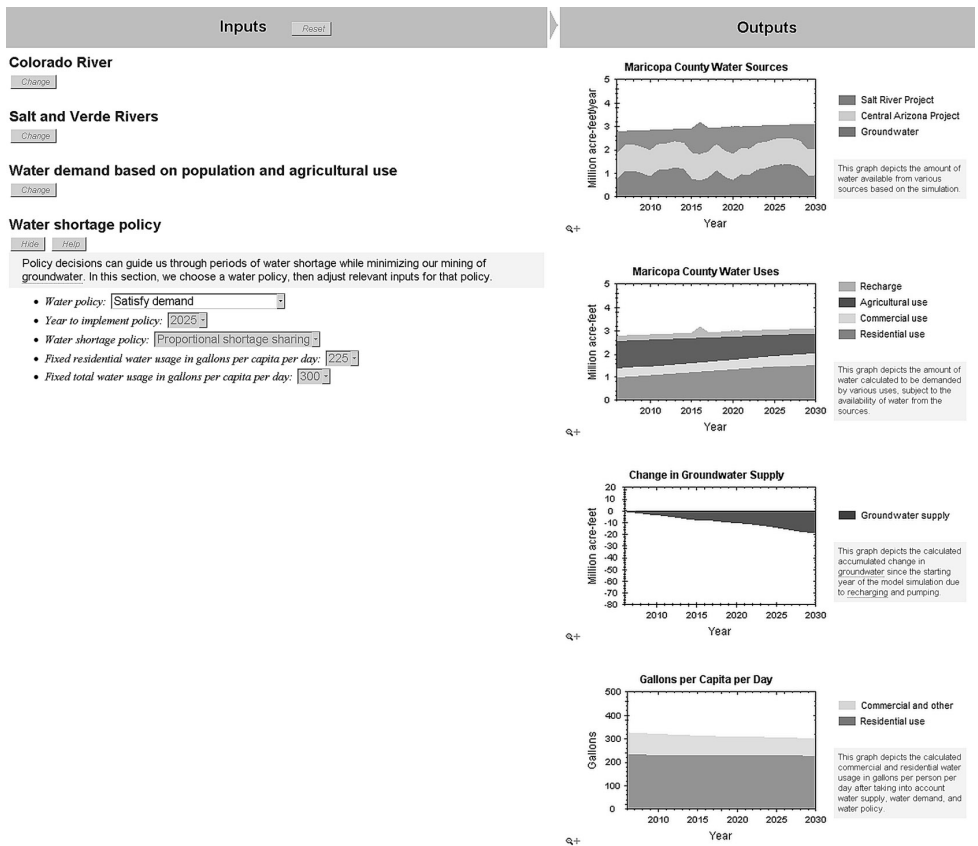 Inputs
Reset
Outputs
Colorado River
Change
Salt and Verde Rivers
Change
Water demand based on population and agricultural use
Change
Water shortage policy
Hide
Help
Policy decisions can guide us through periods of water shortage while minimizing our mining of
groundwater. In this section, we choose a water policy, then adjust relevant inputs for that policy.
• Water policy: Satisfy demand
• Year to implement policy: 2025
• Water shortage policy: Proportional shortage sharing
• Fixed residential water usage in gallons per capita per day: 225
• Fixed total water usage in gallons per capita per day: 300
Maricopa County Water Sources
Million acre-feet/year
5
4
3
2
1
0
2010 2015 2020 2025 2030
Year
Salt River Project
Central Arizona Project
Groundwater
This graph depicts the amount of
water available from various
sources based on the simulation.
Maricopa County Water Uses
Million acre-feet
5
4
3
2
1
0
2010 2015 2020 2025 2030
Year
Recharge
Agricultural use
Commercial use
Residential use
This graph depicts the amount of
water calculated to be demanded
by various uses, subject to the
availability of water from the
sources.
Change in Groundwater Supply
Million acre-feet
20
10
0
-10
-20
-30
-40
-50
-60
-70
-80
2010 2015 2020 2025 2030
Year
Groundwater supply
This graph depicts the calculated
accumulated change in
groundwater since the starting
year of the model simulation due
to recharging and pumping.
Gallons per Capita per Day
Gallons
500
400
300
200
100
0
2010 2015 2020 2025 2030
Year
Commercial and other
Residential use
This graph depicts the calculated
commercial and residential water
usage in gallons per person per
day after taking into account
water supply, water demand, and
water policy.